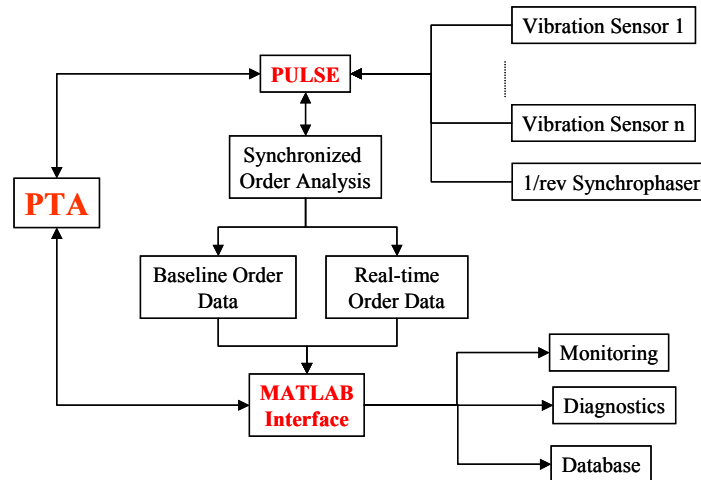 Vibration Sensor 1
PULSE
Vibration Sensor n
Synchronized
Order Analysis
1/rev Synchrophaser
PTA
Baseline Order
Data
Real-time
Order Data
Monitoring
MATLAB
Interface
Diagnostics
Database